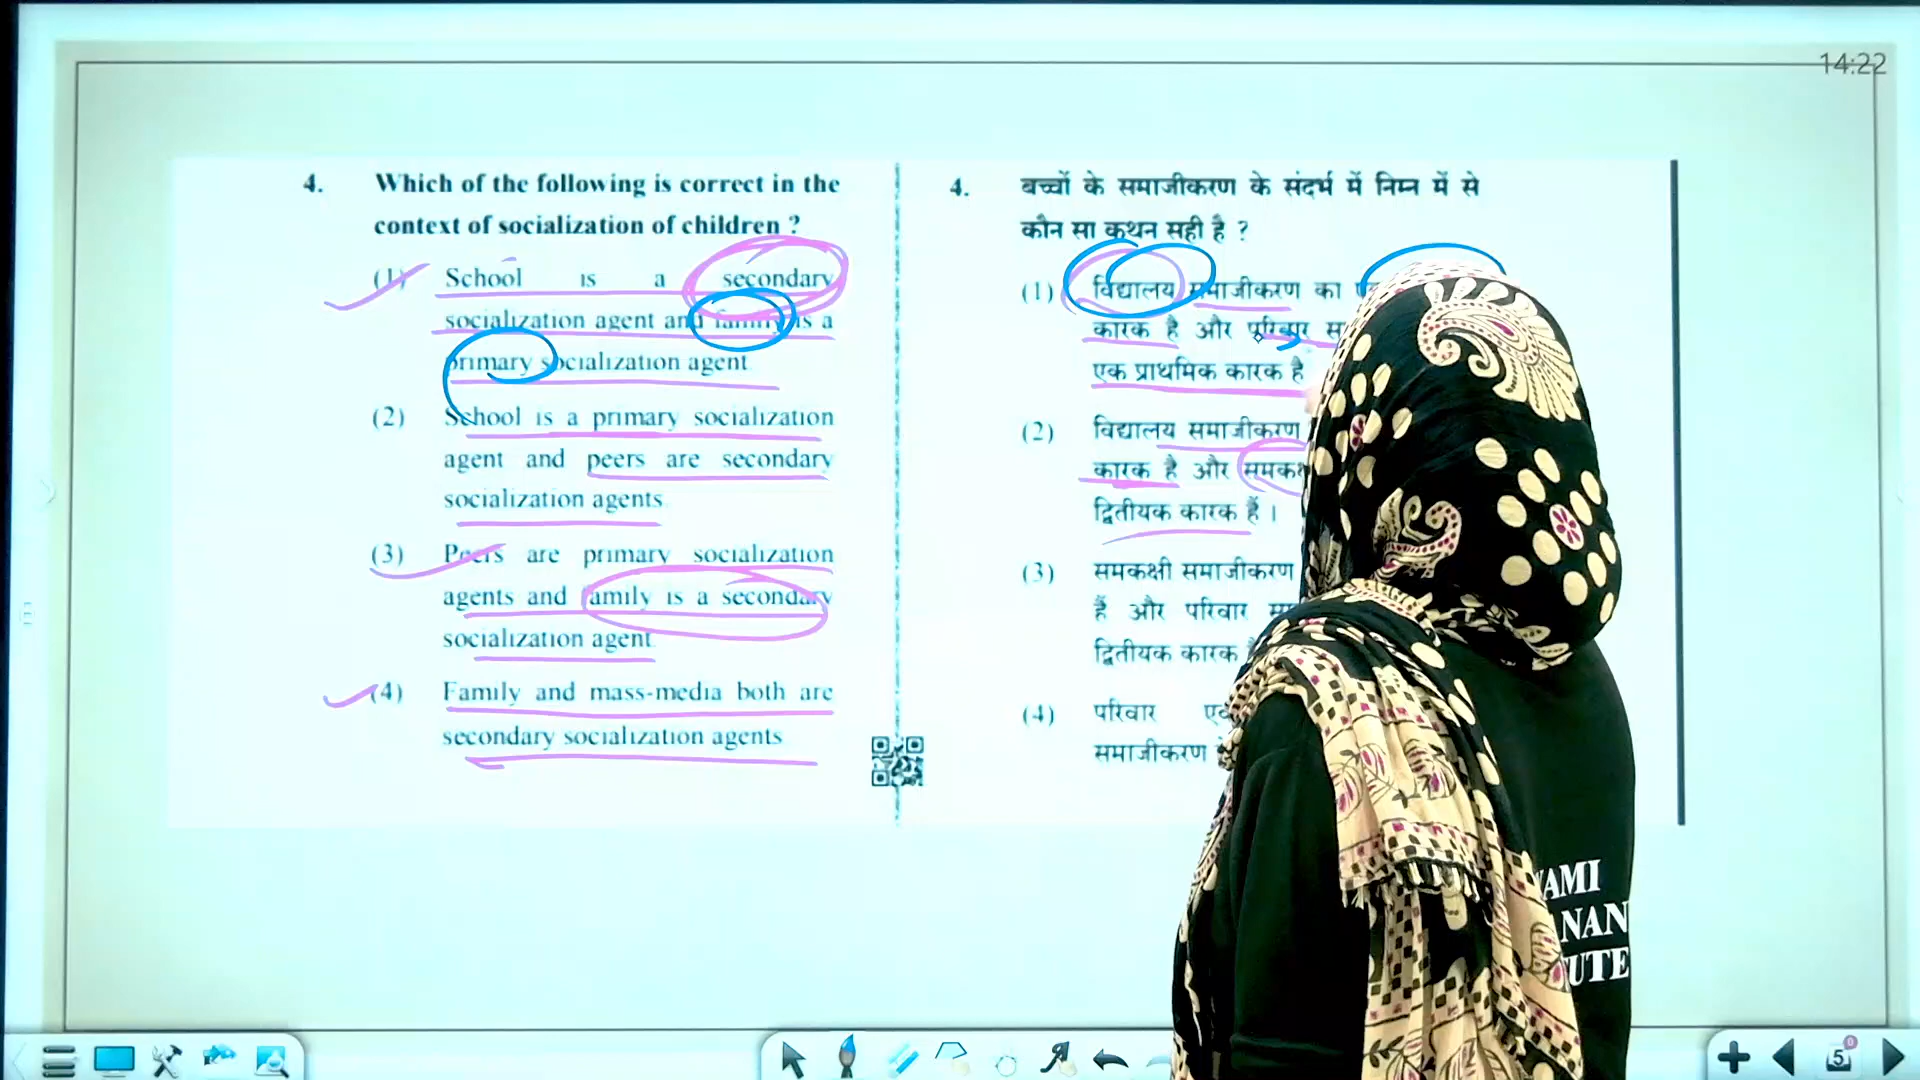 14:22
4. Which of the following is correct in the
context of socialization of children ?
(1) School is a secondary
socialization agent and family is a
primary socialization agent
(2) School is a primary socialization
agent and peers are secondary
socialization agents
(3) Peers are primary socialization
agents and family is a secondary
socialization agent
(4) Family and mass-media both are
secondary socialization agents
4. बच्चों के समाजीकरण के संदर्भ में निम्न में से
कौन सा कथन सही है ?
(1) विद्यालय समाजीकरण का
कारक है और परिवार
एक प्राथमिक कारक है
(2) विद्यालय समाजीकरण
कारक है और
द्वितीयक कारक हैं ।
(3) समकक्षी समाजीकरण
हैं और परिवार
द्वितीयक कारक
(4) परिवार
समाजीकरण
5